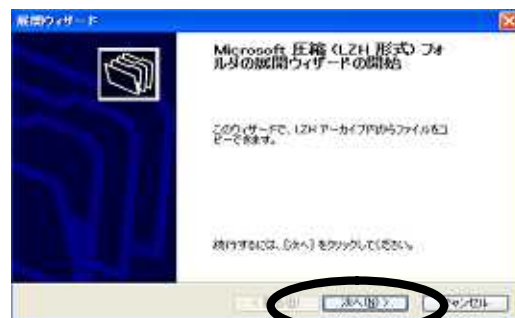 展開ウィザード
Microsoft 圧縮 (LZH 形式) フォ
ルダの展開ウィザードの開始
このウィザードで、LZH アーカイブ内からファイルをコ
ピーできます。
続行するには、[次へ] をクリックしてください。
次へ(N) >
キャンセル